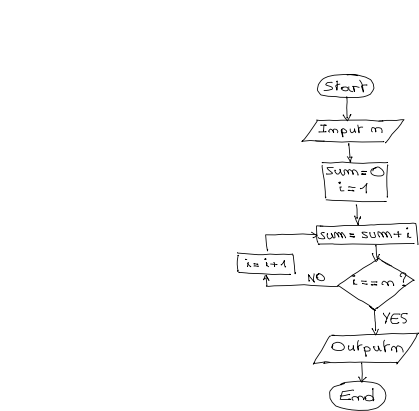 Start
Input n
sum=0
i=1
sum=sum+i
i=i+1
NO
i==n?
YES
Output n
End